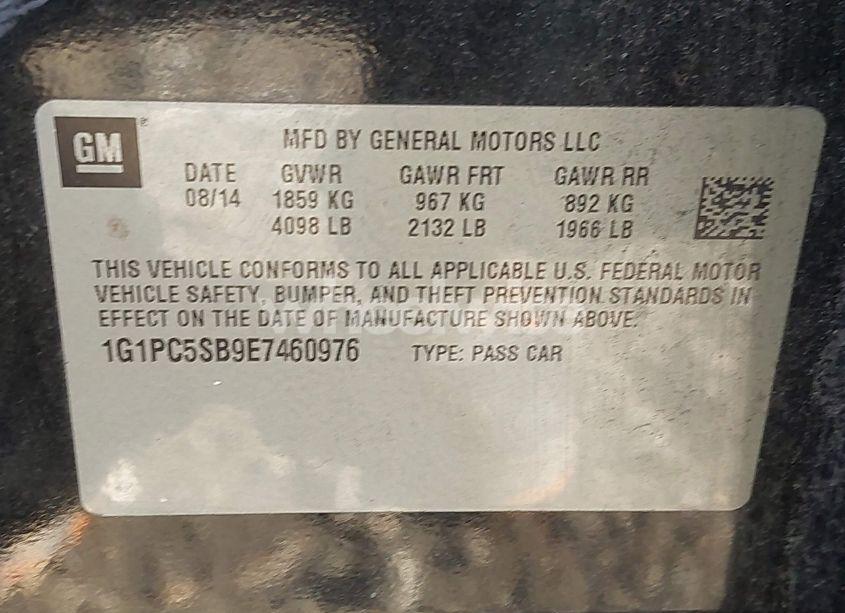 GM®
MFD BY GENERAL MOTORS LLC
DATE GVWR GAWR FRT GAWR RR
08/14 1859 KG 967 KG 892 KG
4098 LB 2132 LB 1966 LB
THIS VEHICLE CONFORMS TO ALL APPLICABLE U.S. FEDERAL MOTOR
VEHICLE SAFETY, BUMPER, AND THEFT PREVENTION STANDARDS IN
EFFECT ON THE DATE OF MANUFACTURE SHOWN ABOVE.
1G1PC5SB9E7460976 TYPE: PASS CAR